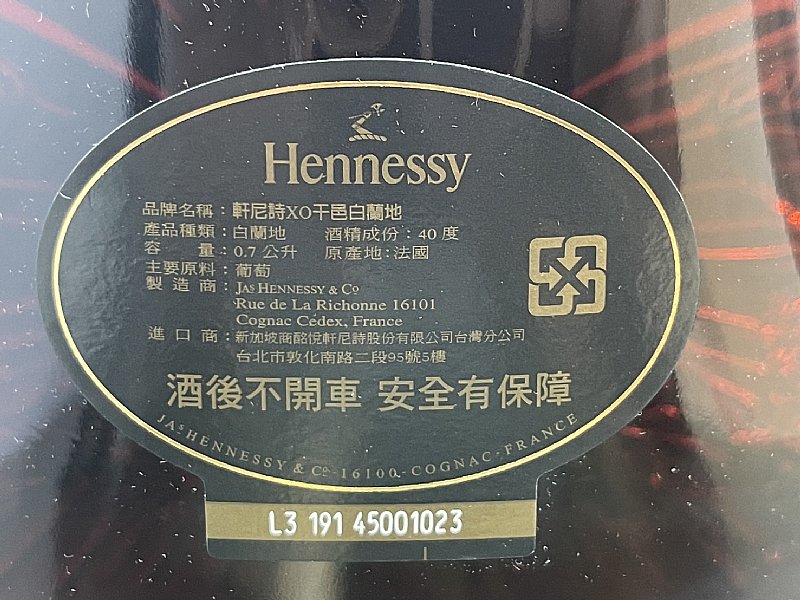 Hennessy
品牌名稱：軒尼詩XO干邑白蘭地
產品種類：白蘭地 酒精成份：40度
容 量：0.7公升 原產地：法國
主要原料：葡萄
製造商：JAS HENNESSY & Co
Rue de La Richonne 16101
Cognac Cedex, France
進口商：新加坡商酩悅軒尼詩股份有限公司台灣分公司
台北市敦化南路二段95號5樓
酒後不開車 安全有保障
JAS HENNESSY & Co - 16100 - COGNAC - FRANCE
L3 191 45001023